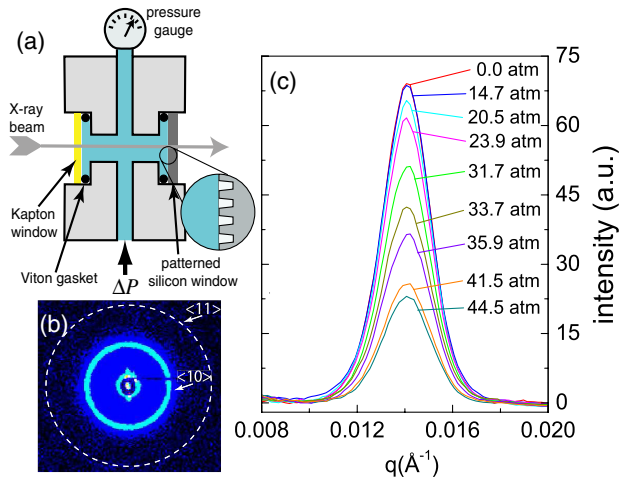 (a)
pressure
gauge
X-ray
beam
Kapton
window
Viton gasket
ΔP
patterned
silicon window
(b)
<11>
<10>
(c)
0.0 atm
14.7 atm
20.5 atm
23.9 atm
31.7 atm
33.7 atm
35.9 atm
41.5 atm
44.5 atm
75
60
45
30
15
0
intensity (a.u.)
0.008
0.012
0.016
0.020
q(Å⁻¹)